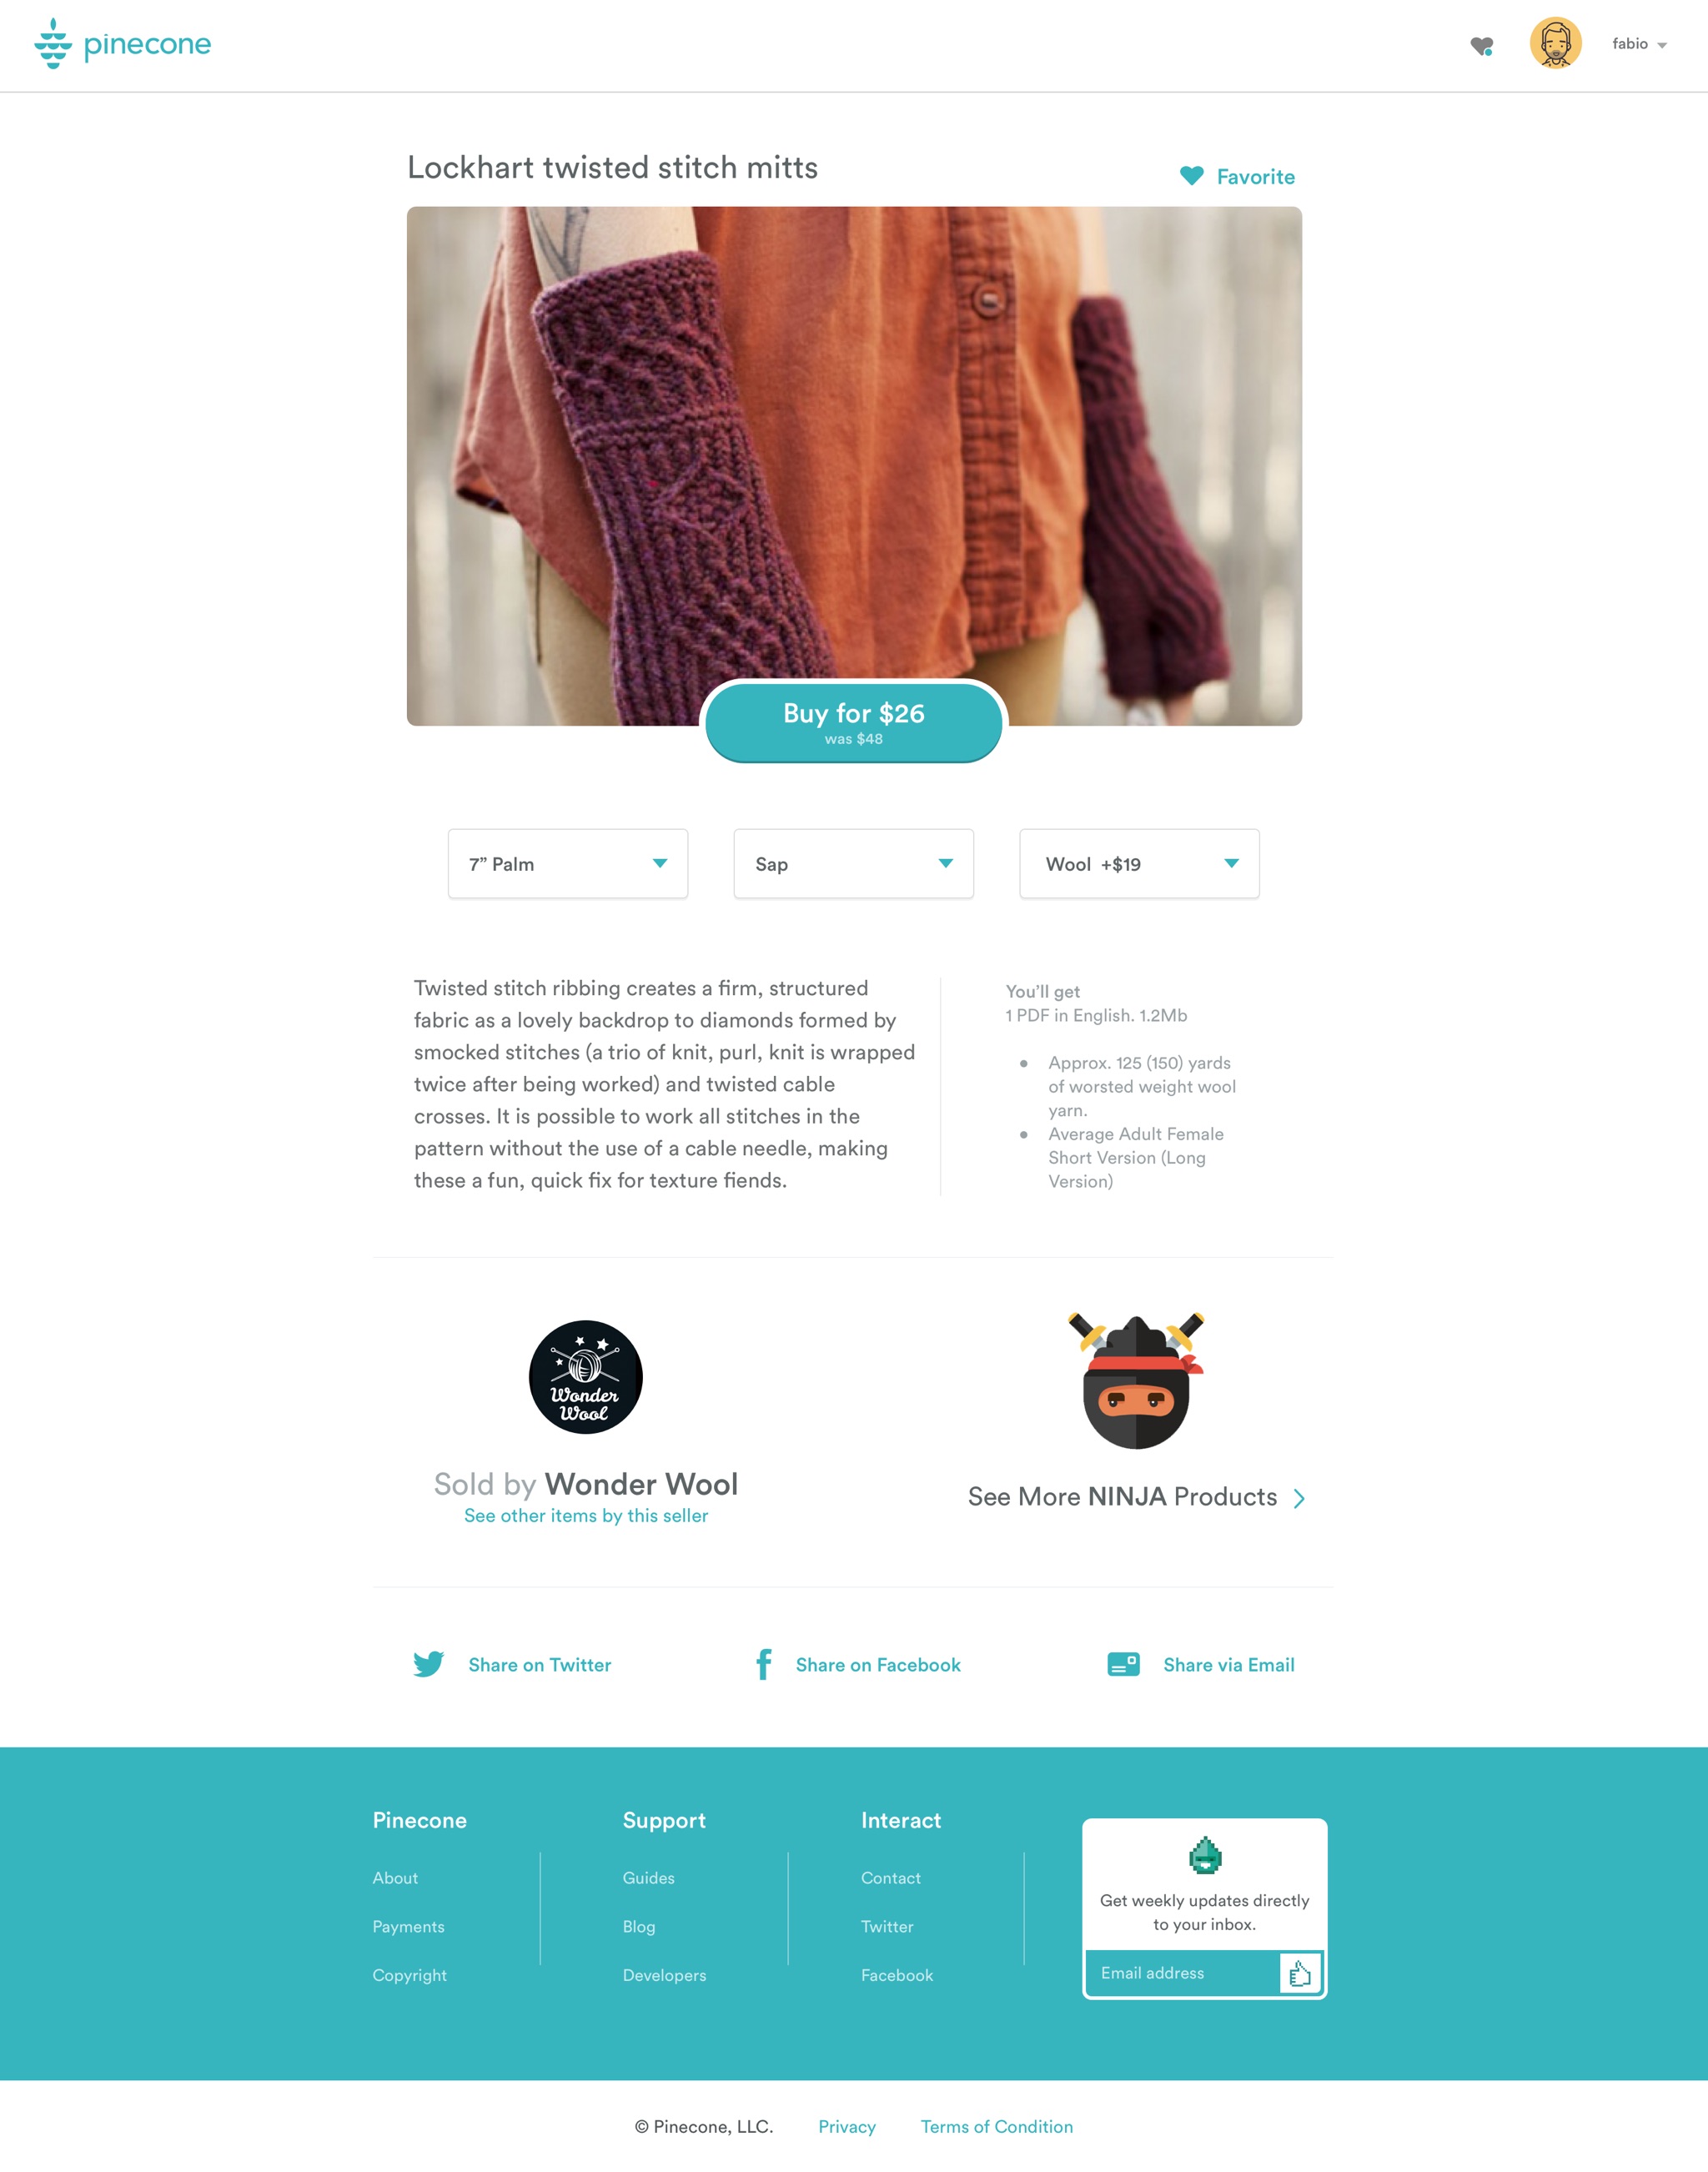 pinecone
fabio
Lockhart twisted stitch mitts
Favorite
Buy for $26
was $48
7” Palm
Sap
Wool +$19
Twisted stitch ribbing creates a firm, structured
fabric as a lovely backdrop to diamonds formed by
smocked stitches (a trio of knit, purl, knit is wrapped
twice after being worked) and twisted cable
crosses. It is possible to work all stitches in the
pattern without the use of a cable needle, making
these a fun, quick fix for texture fiends.
You’ll get
1 PDF in English. 1.2Mb
● Approx. 125 (150) yards
of worsted weight wool
yarn.
● Average Adult Female
Short Version (Long
Version)
Wonder
Wool
Sold by Wonder Wool
See other items by this seller
See More NINJA Products
Share on Twitter
Share on Facebook
Share via Email
Pinecone
About
Payments
Copyright
Support
Guides
Blog
Developers
Interact
Contact
Twitter
Facebook
Get weekly updates directly
to your inbox.
Email address
© Pinecone, LLC.
Privacy
Terms of Condition